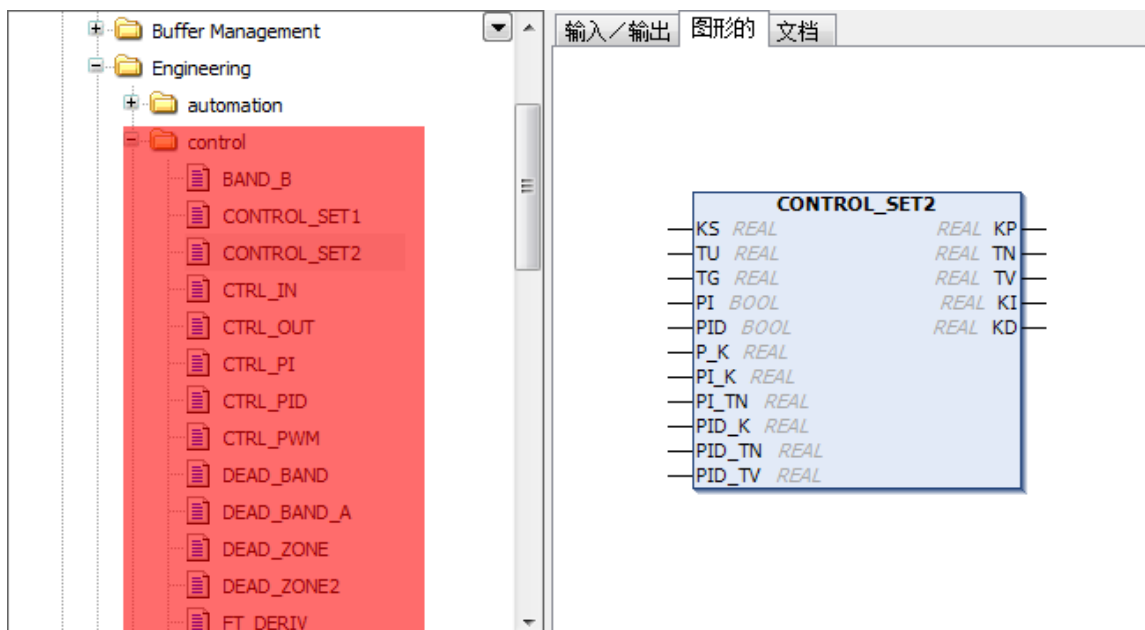 Buffer Management
Engineering
automation
control
BAND_B
CONTROL_SET1
CONTROL_SET2
CTRL_IN
CTRL_OUT
CTRL_PI
CTRL_PID
CTRL_PWM
DEAD_BAND
DEAD_BAND_A
DEAD_ZONE
DEAD_ZONE2
FT_DERIV
输入／输出 图形的 文档
CONTROL_SET2
KS REAL REAL KP
TU REAL REAL TN
TG REAL REAL TV
PI BOOL REAL KI
PID BOOL REAL KD
P_K REAL
PI_K REAL
PI_TN REAL
PID_K REAL
PID_TN REAL
PID_TV REAL